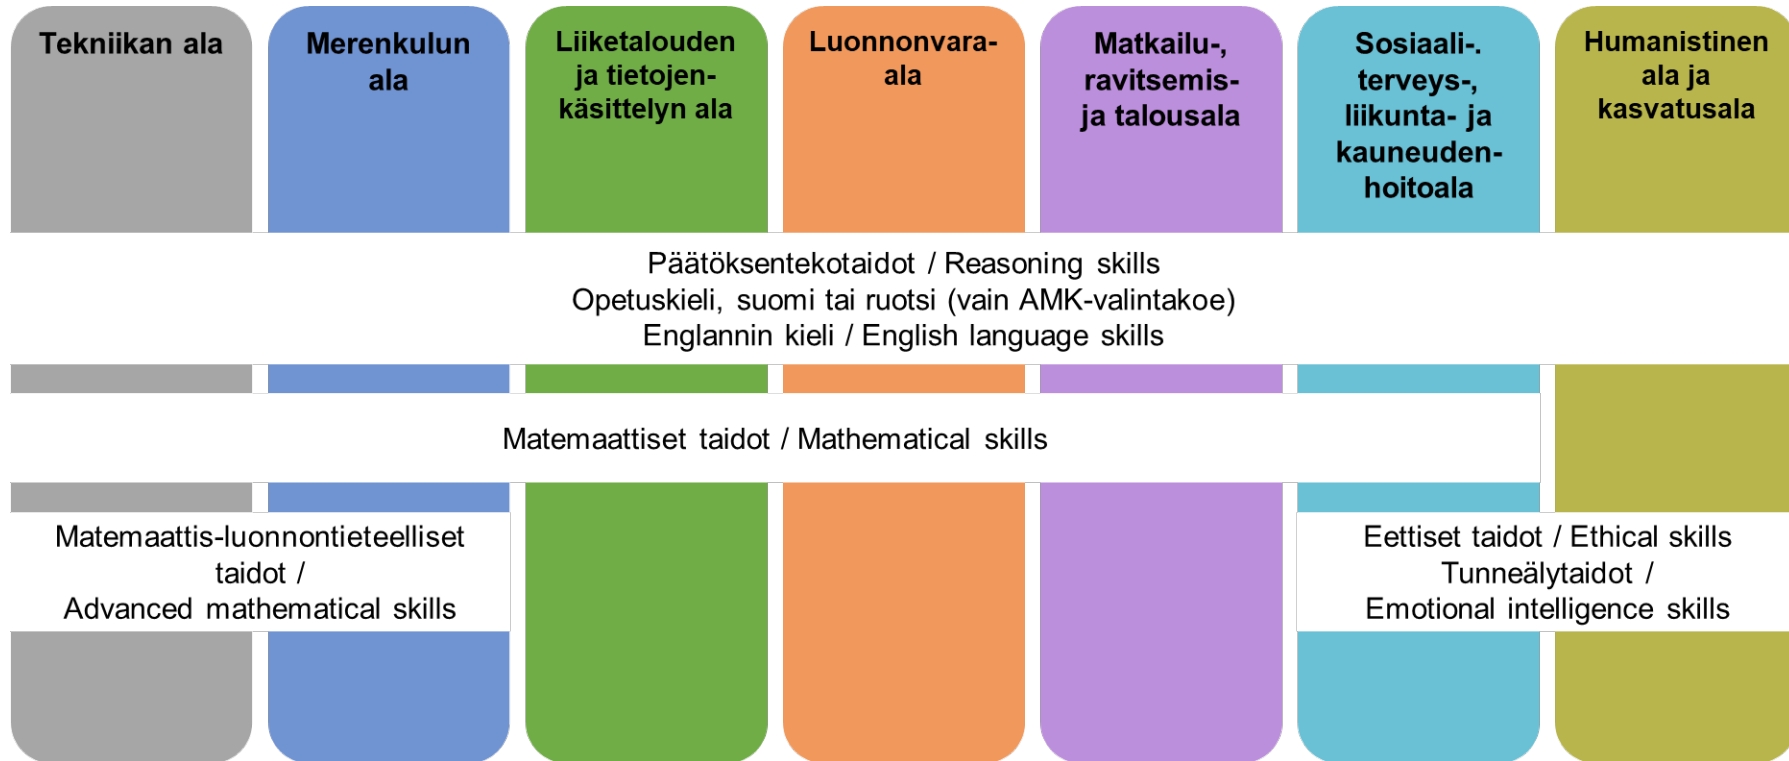 Tekniikan ala
Merenkulun
ala
Liiketalouden
ja tietojen-
käsittelyn ala
Luonnonvara-
ala
Matkailu-,
ravitsemis-
ja talousala
Sosiaali-.
terveys-,
liikunta- ja
kauneuden-
hoitoala
Humanistinen
ala ja
kasvatusala
Päätöksentekotaidot / Reasoning skills
Opetuskieli, suomi tai ruotsi (vain AMK-valintakoe)
Englannin kieli / English language skills
Matemaattiset taidot / Mathematical skills
Matemaattis-luonnontieteelliset
taidot /
Advanced mathematical skills
Eettiset taidot / Ethical skills
Tunneälytaidot /
Emotional intelligence skills